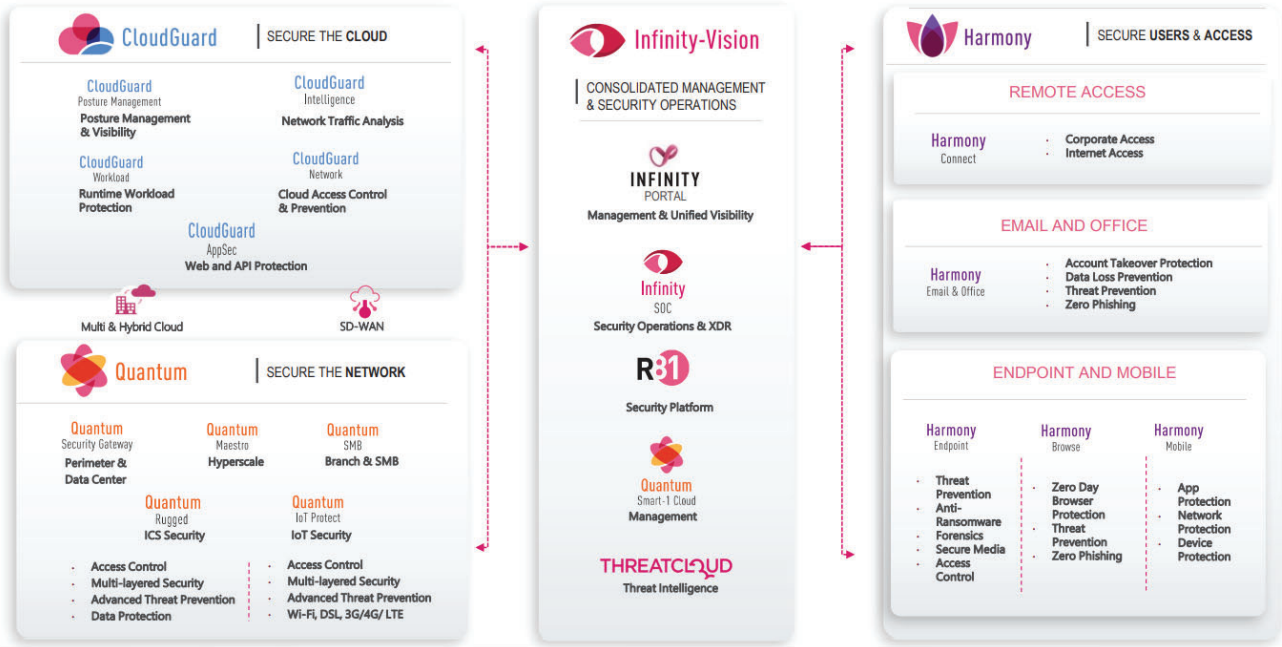 CloudGuard
SECURE THE CLOUD
CloudGuard
Posture Management
Posture Management
& Visibility
CloudGuard
Intelligence
Network Traffic Analysis
CloudGuard
Workload
Runtime Workload
Protection
CloudGuard
Network
Cloud Access Control
& Prevention
CloudGuard
AppSec
Web and API Protection
Multi & Hybrid Cloud
SD-WAN
Quantum
SECURE THE NETWORK
Quantum
Security Gateway
Perimeter &
Data Center
Quantum
Maestro
Hyperscale
Quantum
SMB
Branch & SMB
Quantum
Rugged
ICS Security
Quantum
IoT Protect
IoT Security
· Access Control
· Multi-layered Security
· Advanced Threat Prevention
· Data Protection
· Access Control
· Multi-layered Security
· Advanced Threat Prevention
· Wi-Fi, DSL, 3G/4G/ LTE
Infinity-Vision
CONSOLIDATED MANAGEMENT
& SECURITY OPERATIONS
INFINITY
PORTAL
Management & Unified Visibility
Infinity
SOC
Security Operations & XDR
R81
Security Platform
Quantum
Smart-1 Cloud
Management
THREATCLOUD
Threat Intelligence
Harmony
SECURE USERS & ACCESS
REMOTE ACCESS
Harmony
Connect
· Corporate Access
· Internet Access
EMAIL AND OFFICE
Harmony
Email & Office
· Account Takeover Protection
· Data Loss Prevention
· Threat Prevention
· Zero Phishing
ENDPOINT AND MOBILE
Harmony
Endpoint
· Threat
Prevention
· Anti-
Ransomware
· Forensics
· Secure Media
· Access
Control
Harmony
Browse
· Zero Day
Browser
Protection
· Threat
Prevention
· Zero Phishing
Harmony
Mobile
· App
Protection
· Network
Protection
· Device
Protection